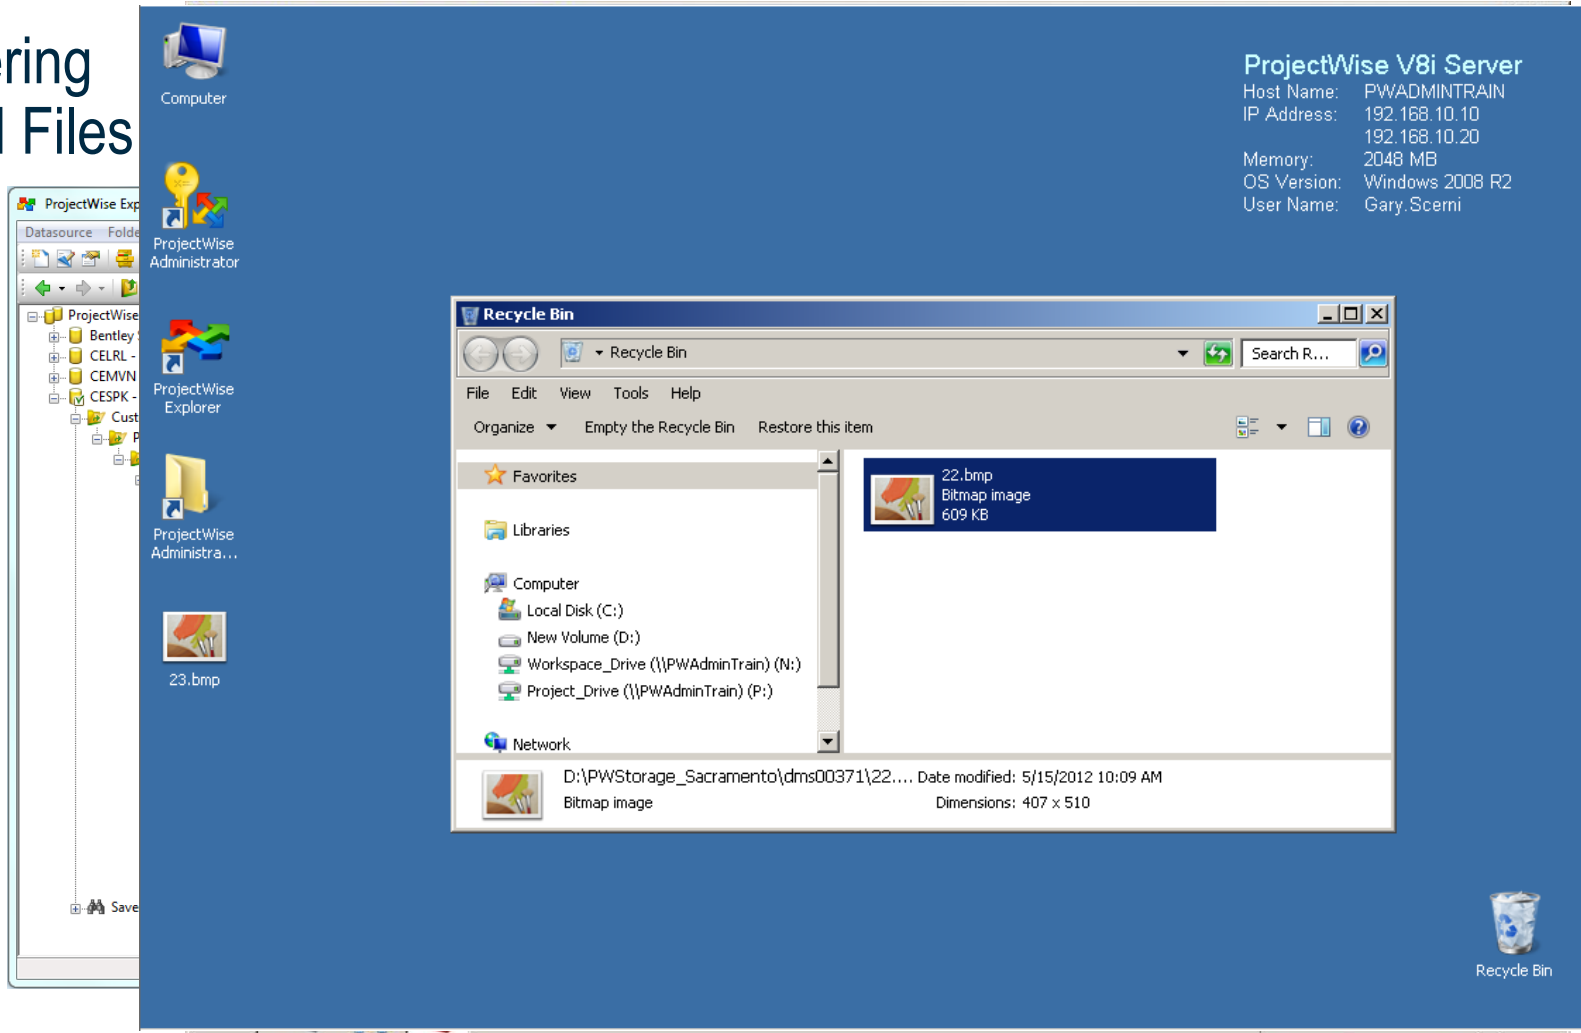 ering
Files
ProjectWise Exp
Datasource Folde
ProjectWise
Bentley
CELRL -
CEMVN
CESPK -
Cust
P
Save
Computer
ProjectWise
Administrator
ProjectWise
Explorer
ProjectWise
Administra...
23.bmp
ProjectWise V8i Server
Host Name: PWADMINTRAIN
IP Address: 192.168.10.10
192.168.10.20
Memory: 2048 MB
OS Version: Windows 2008 R2
User Name: Gary.Scerni
Recycle Bin
Recycle Bin
Search R...
File Edit View Tools Help
Organize Empty the Recycle Bin Restore this item
Favorites
Libraries
Computer
Local Disk (C:)
New Volume (D:)
Workspace_Drive (\\PWAdminTrain) (N:)
Project_Drive (\\PWAdminTrain) (P:)
Network
22.bmp
Bitmap image
609 KB
D:\PWStorage_Sacramento\dms00371\22.... Date modified: 5/15/2012 10:09 AM
Bitmap image Dimensions: 407 x 510
Recycle Bin